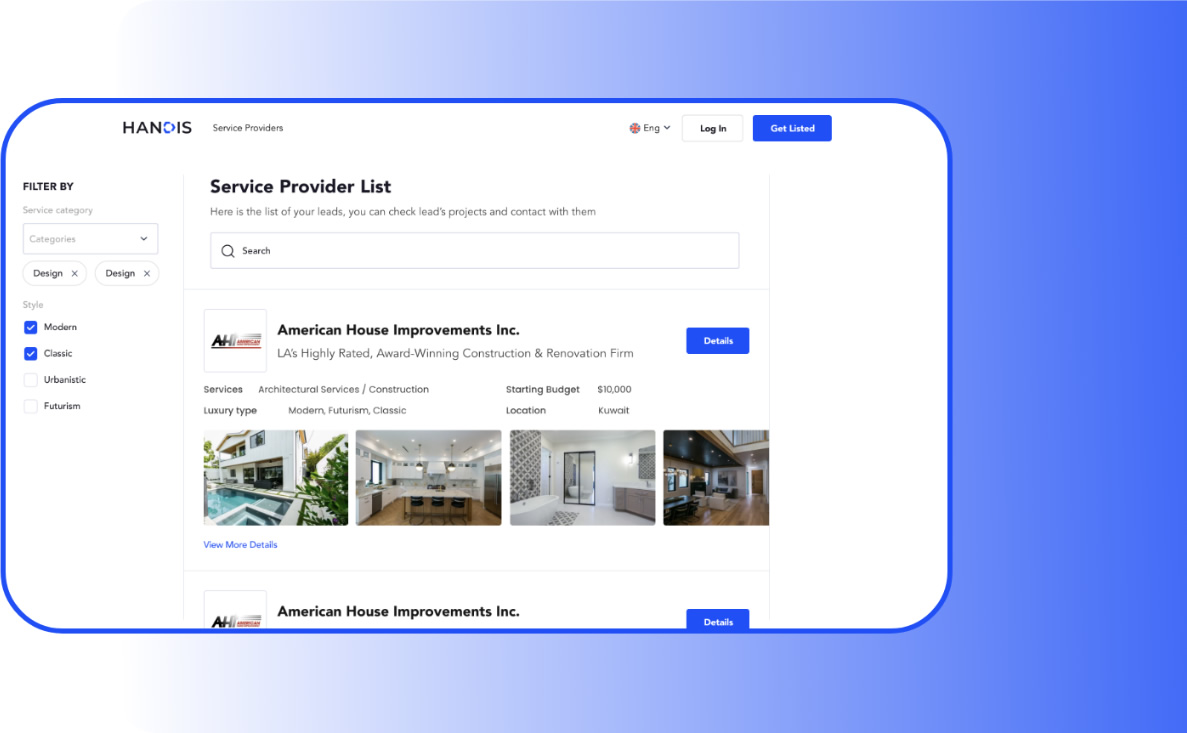 HANDIS Service Providers Eng Log In Get Listed
FILTER BY
Service category
Categories
Design Design
Style
Modern
Classic
Urbanistic
Futurism
Service Provider List
Here is the list of your leads, you can check lead's projects and contact with them
Search
AHI AMERICAN
American House Improvements Inc.
LA's Highly Rated, Award-Winning Construction & Renovation Firm
Details
Services Architectural Services / Construction Starting Budget $10,000
Luxury type Modern, Futurism, Classic Location Kuwait
View More Details
AHI AMERICAN
American House Improvements Inc.
Details